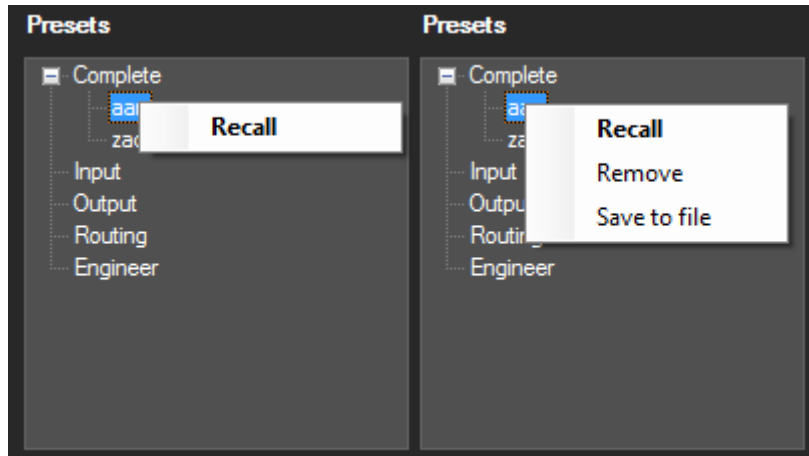 Presets
Complete
Recall
Input
Output
Routing
Engineer
Presets
Complete
Recall
Remove
Save to file
Input
Engineer